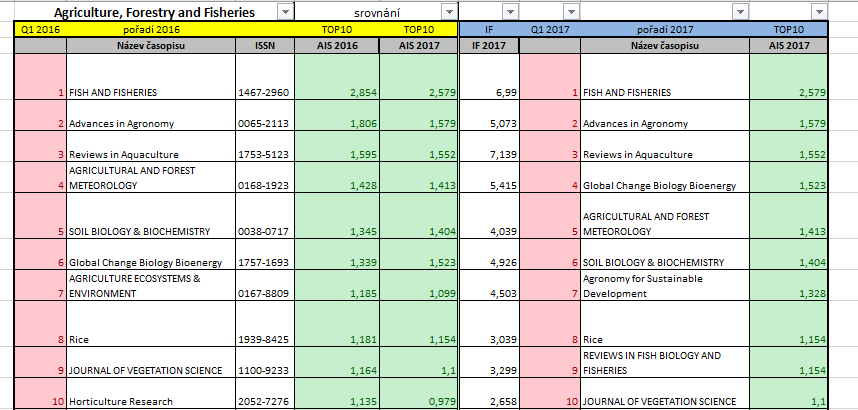 Agriculture, Forestry and Fisheries srovnání
Q1 2016 pořadí 2016 TOP10 TOP10 IF Q1 2017 pořadí 2017 TOP10
Název časopisu ISSN AIS 2016 AIS 2017 IF 2017 Název časopisu AIS 2017
1 FISH AND FISHERIES 1467-2960 2,854 2,579 6,99 1 FISH AND FISHERIES 2,579
2 Advances in Agronomy 0065-2113 1,806 1,579 5,073 2 Advances in Agronomy 1,579
3 Reviews in Aquaculture 1753-5123 1,595 1,552 7,139 3 Reviews in Aquaculture 1,552
AGRICULTURAL AND FOREST
4 METEOROLOGY 0168-1923 1,428 1,413 5,415 4 Global Change Biology Bioenergy 1,523
AGRICULTURAL AND FOREST
5 SOIL BIOLOGY & BIOCHEMISTRY 0038-0717 1,345 1,404 4,039 5 METEOROLOGY 1,413
6 Global Change Biology Bioenergy 1757-1693 1,339 1,523 4,926 6 SOIL BIOLOGY & BIOCHEMISTRY 1,404
AGRICULTURE ECOSYSTEMS & Agronomy for Sustainable
7 ENVIRONMENT 0167-8809 1,185 1,099 4,503 7 Development 1,328
8 Rice 1939-8425 1,181 1,154 3,039 8 Rice 1,154
REVIEWS IN FISH BIOLOGY AND
9 JOURNAL OF VEGETATION SCIENCE 1100-9233 1,164 1,1 3,299 9 FISHERIES 1,154
10 Horticulture Research 2052-7276 1,135 0,979 2,658 10 JOURNAL OF VEGETATION SCIENCE 1,1